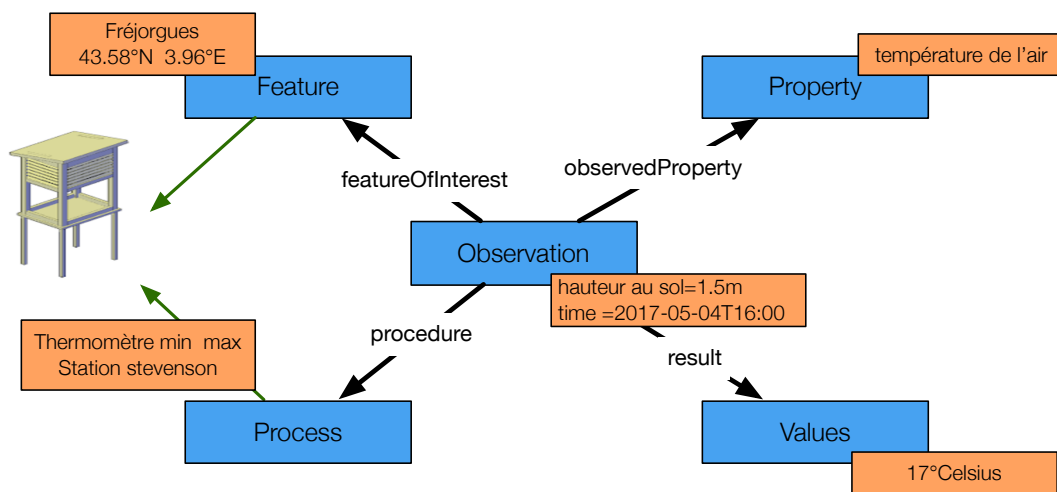 Fréjorgues
43.58°N 3.96°E
Feature
température de l'air
Property
featureOfInterest
observedProperty
Observation
hauteur au sol=1.5m
time =2017-05-04T16:00
procedure
result
Thermomètre min max
Station stevenson
Process
Values
17°Celsius